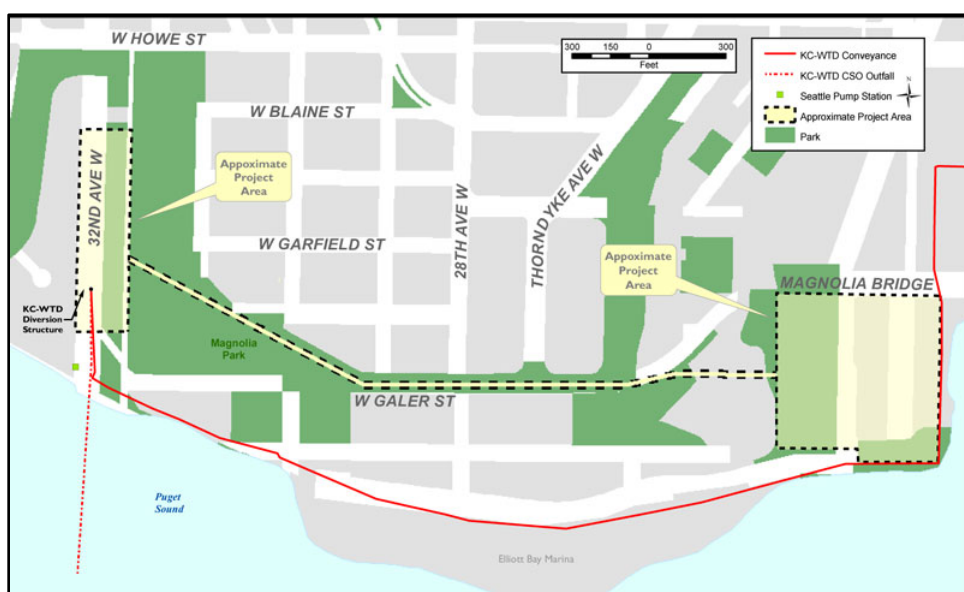 W HOWE ST
300 150 0 300
Feet
KC-WTD Conveyance
KC-WTD CSO Outfall
Seattle Pump Station
N
Approximate Project Area
Park
W BLAINE ST
Appoximate
Project
Area
32ND AVE W
28TH AVE W
THORNDYKE AVE W
W GARFIELD ST
Appoximate
Project
Area
MAGNOLIA BRIDGE
KC-WTD
Diversion
Structure
Magnolia
Park
W GALER ST
Puget
Sound
Elliott Bay Marina